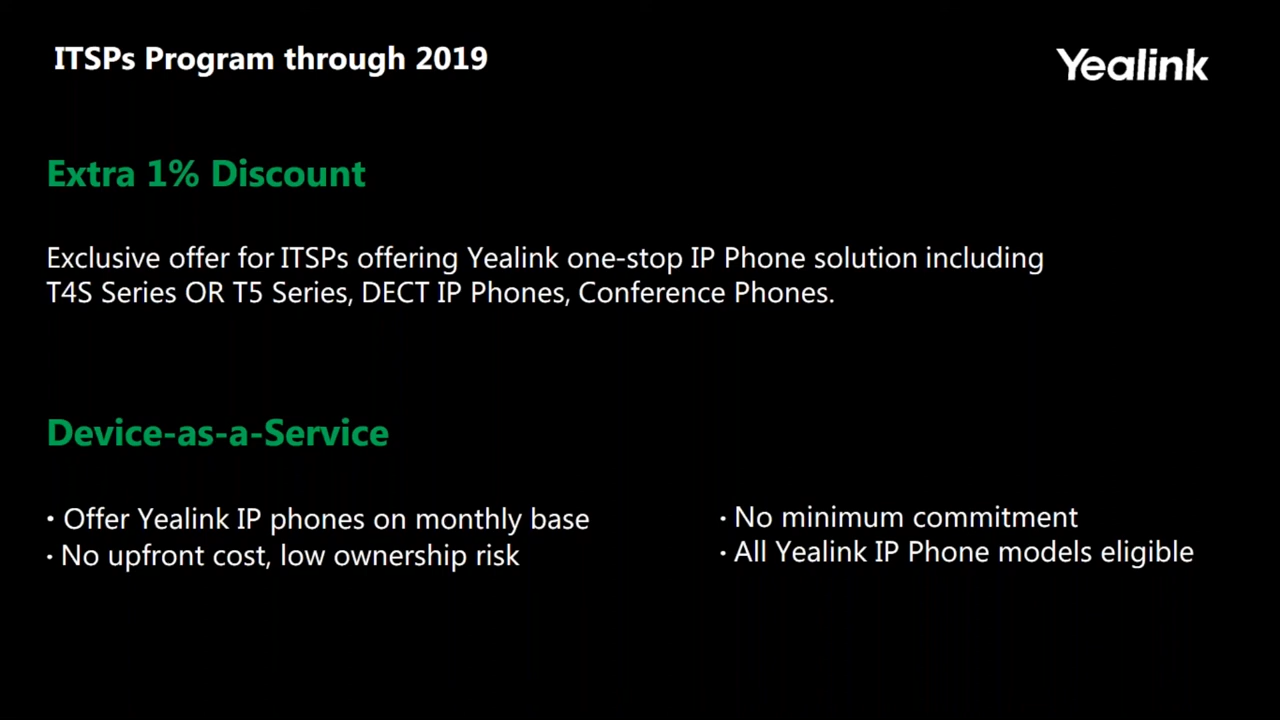 ITSPs Program through 2019
Yealink
Extra 1% Discount
Exclusive offer for ITSPs offering Yealink one-stop IP Phone solution including
T4S Series OR T5 Series, DECT IP Phones, Conference Phones.
Device-as-a-Service
• Offer Yealink IP phones on monthly base
• No upfront cost, low ownership risk
• No minimum commitment
• All Yealink IP Phone models eligible